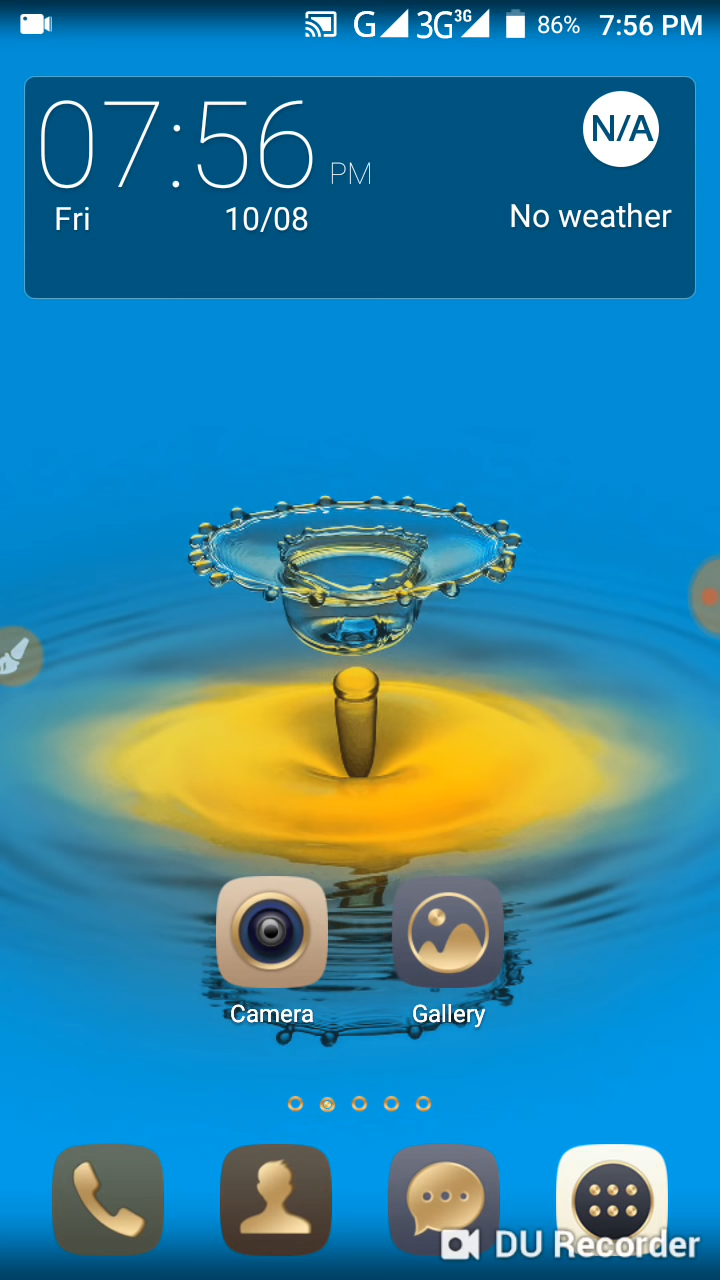 G 3G 3G 86% 7:56 PM
07:56 PM
N/A
Fri 10/08
No weather
Camera Gallery
DU Recorder